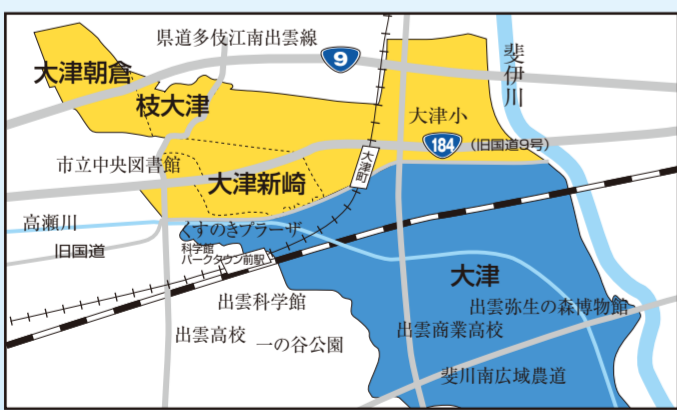 県道多伎江南出雲線
9
斐伊川
大津朝倉
枝大津
大津小
184
(旧国道9号)
市立中央図書館
大津町
大津新崎
高瀬川
くすのきプラーザ
旧国道
科学館
パークタウン前駅
大津
出雲科学館
出雲弥生の森博物館
出雲高校
一の谷公園
出雲商業高校
斐川南広域農道